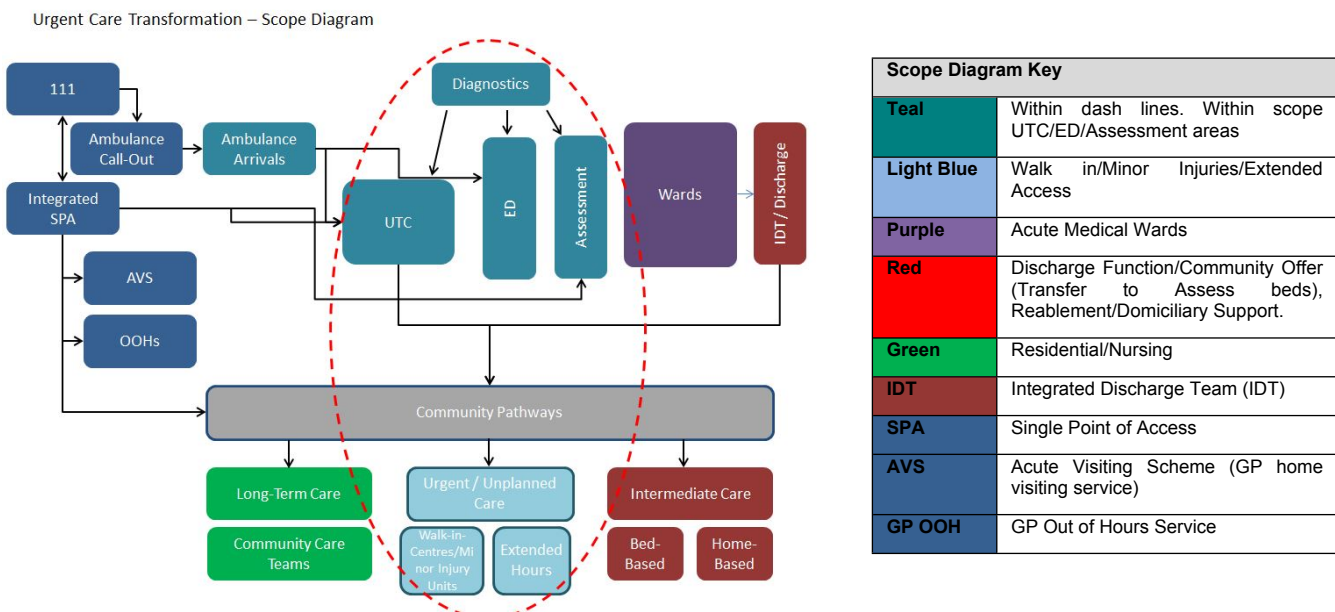 Urgent Care Transformation – Scope Diagram
111
Ambulance
Call-Out
Ambulance
Arrivals
Integrated
SPA
AVS
OOHs
Diagnostics
UTC
ED
Assessment
Wards
IDT / Discharge
Community Pathways
Long-Term Care
Community Care
Teams
Urgent / Unplanned
Care
Walk-in-
Centres/Mi
nor Injury
Units
Extended
Hours
Intermediate Care
Bed-
Based
Home-
Based
Scope Diagram Key
Teal
Within dash lines. Within scope
UTC/ED/Assessment areas
Light Blue
Walk in/Minor Injuries/Extended
Access
Purple
Acute Medical Wards
Red
Discharge Function/Community Offer
(Transfer to Assess beds),
Reablement/Domiciliary Support.
Green
Residential/Nursing
IDT
Integrated Discharge Team (IDT)
SPA
Single Point of Access
AVS
Acute Visiting Scheme (GP home
visiting service)
GP OOH
GP Out of Hours Service